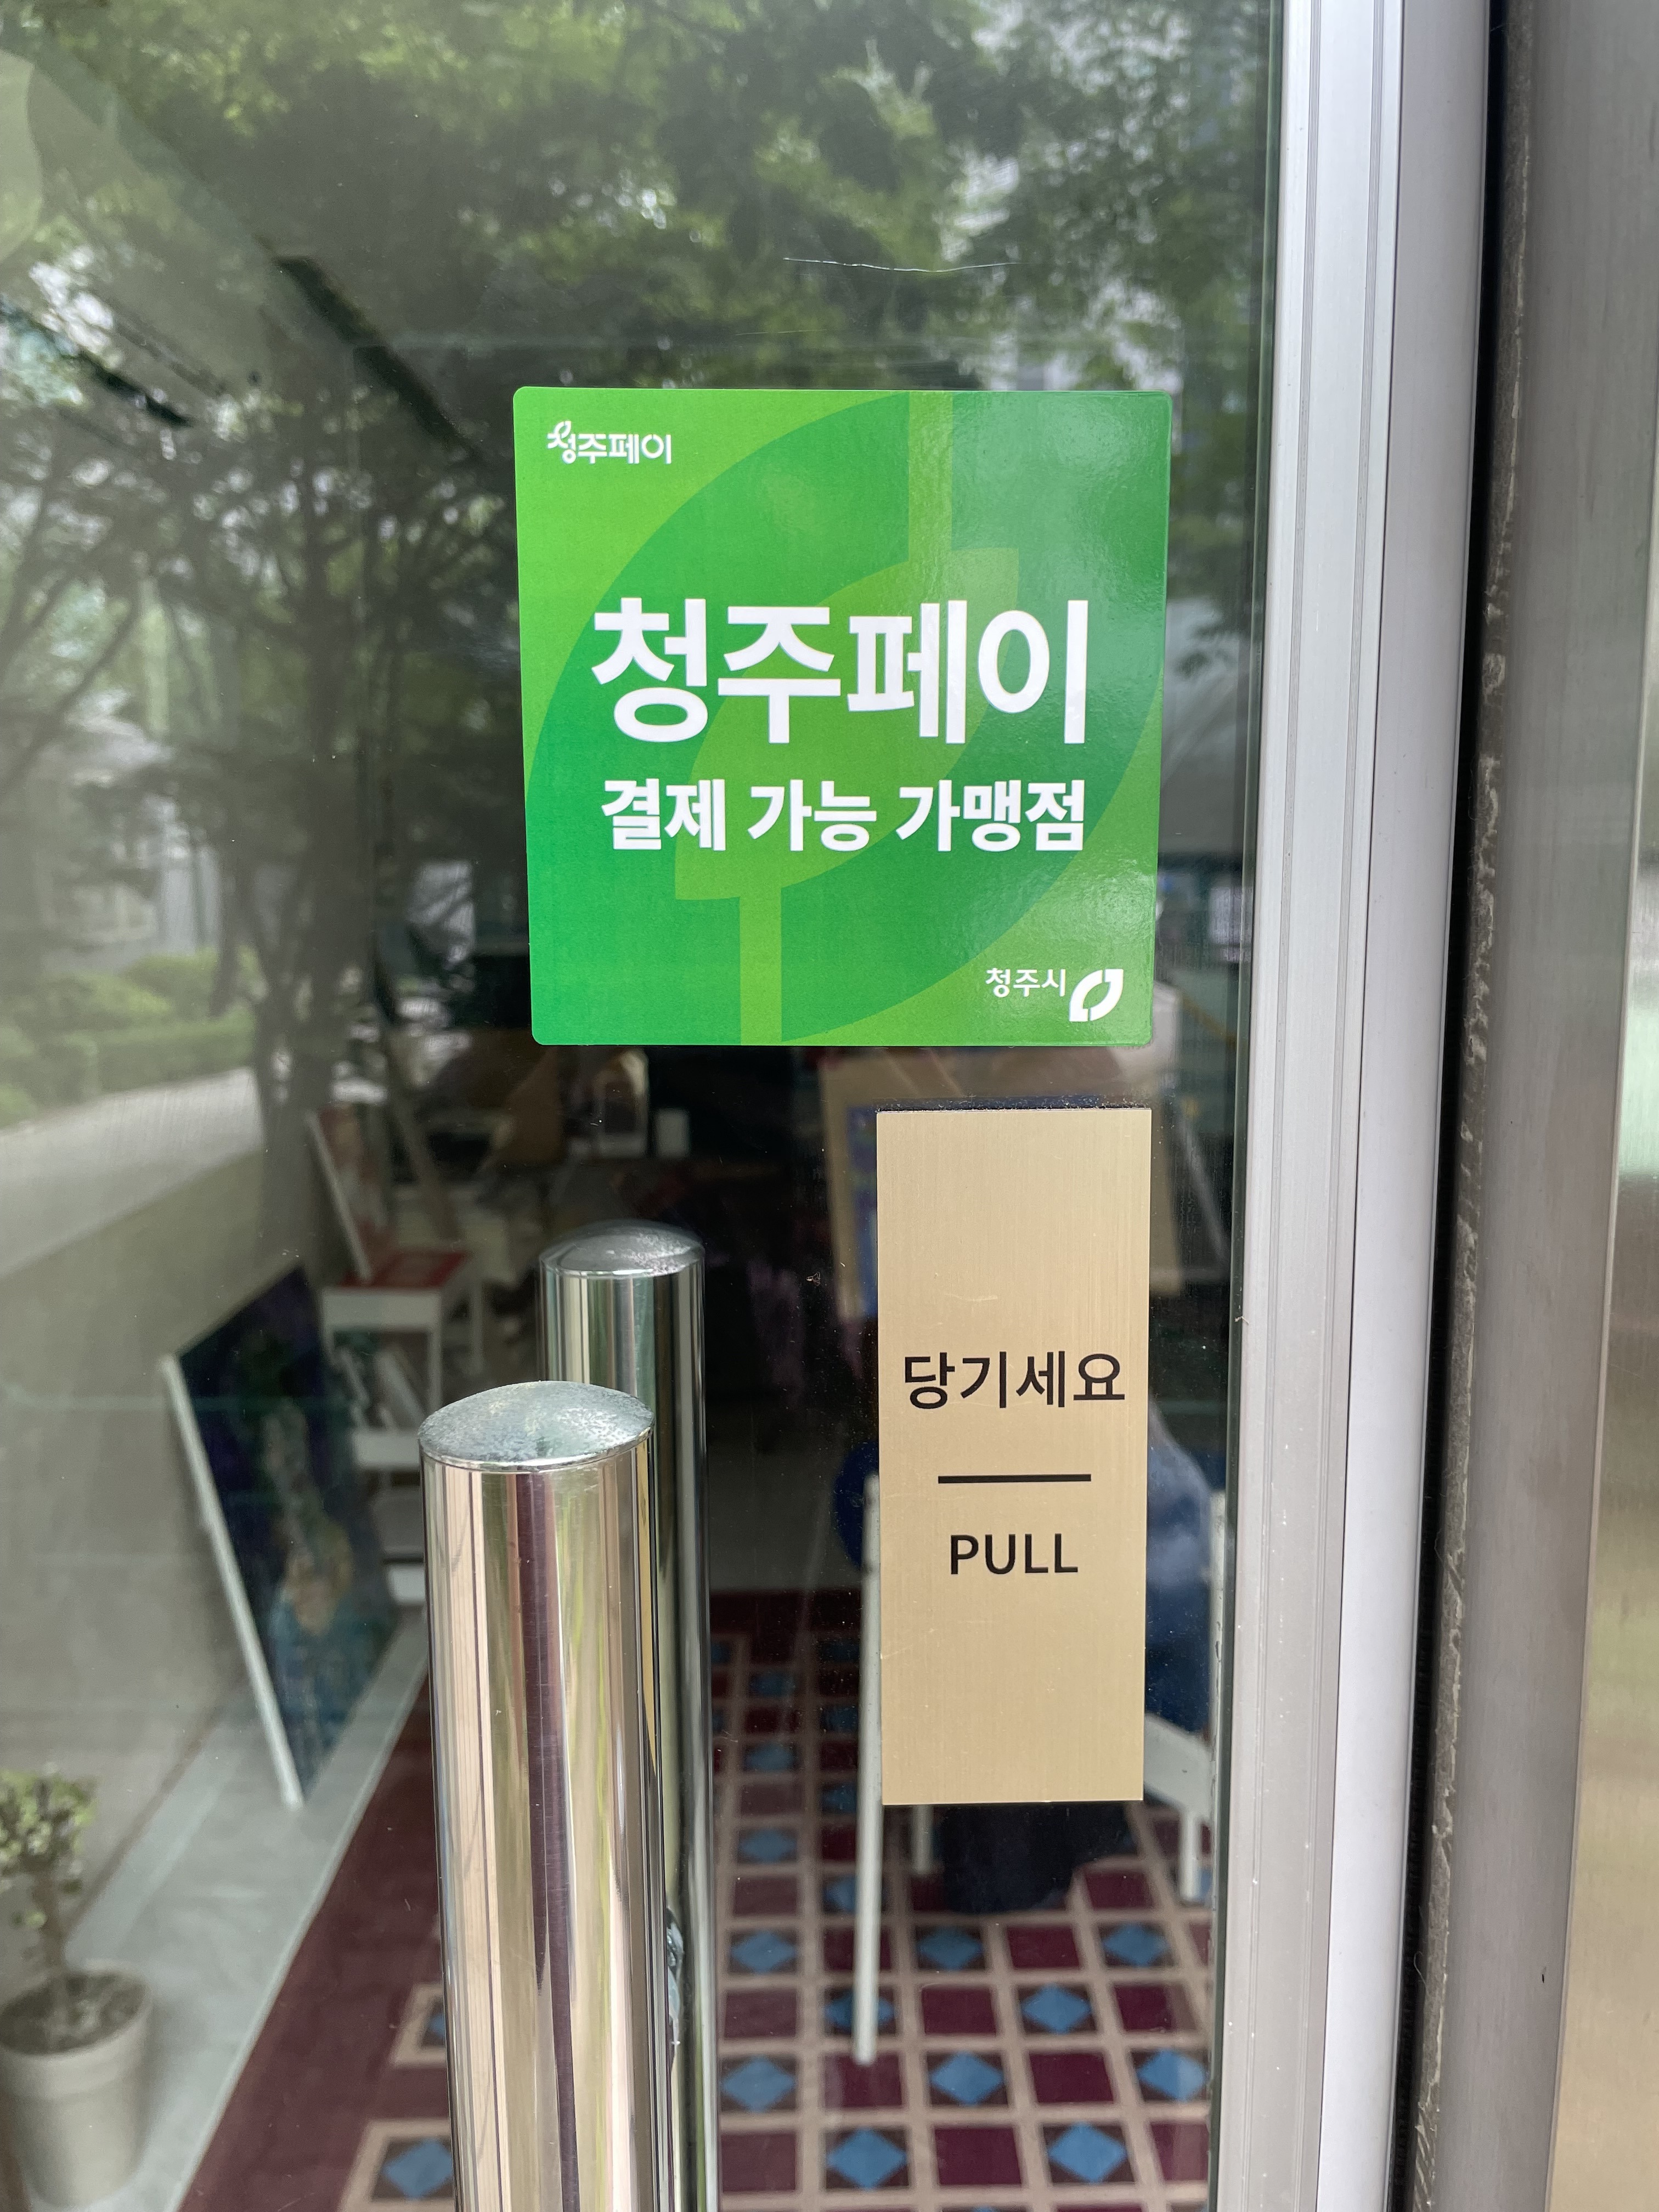 청주페이
청주페이
결제 가능 가맹점
청주시
당기세요
PULL